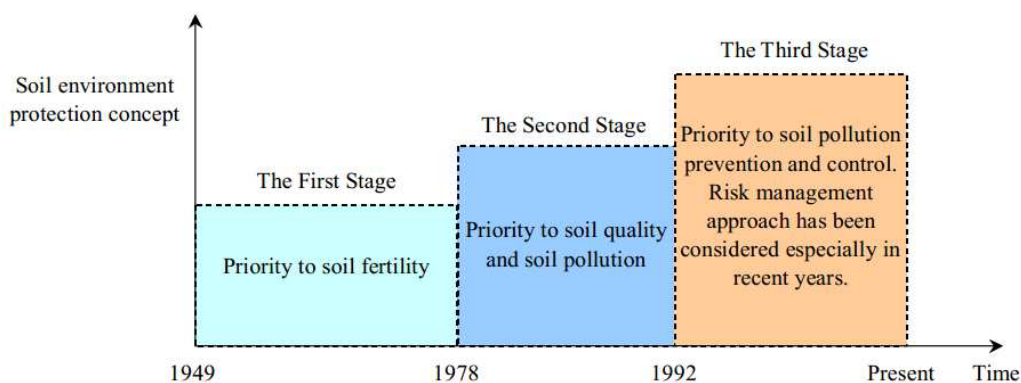 The Third Stage
Soil environment
protection concept
The Second Stage
Priority to soil pollution
prevention and control.
Risk management
approach has been
considered especially in
recent years.
The First Stage
Priority to soil quality
and soil pollution
Priority to soil fertility
1949
1978
1992
Present
Time